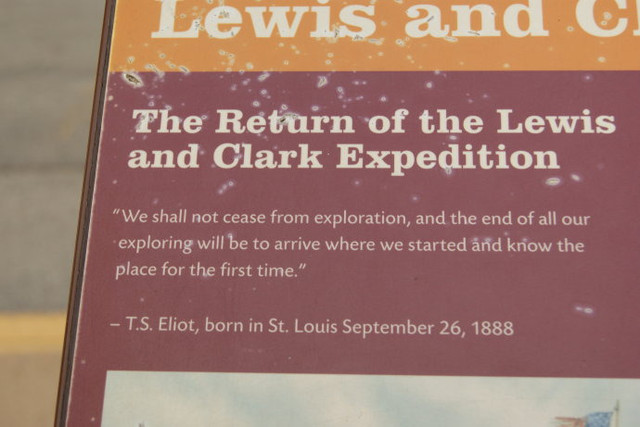 Lewis and Cl
The Return of the Lewis
and Clark Expedition
"We shall not cease from exploration, and the end of all our
exploring will be to arrive where we started and know the
place for the first time."
– T.S. Eliot, born in St. Louis September 26, 1888